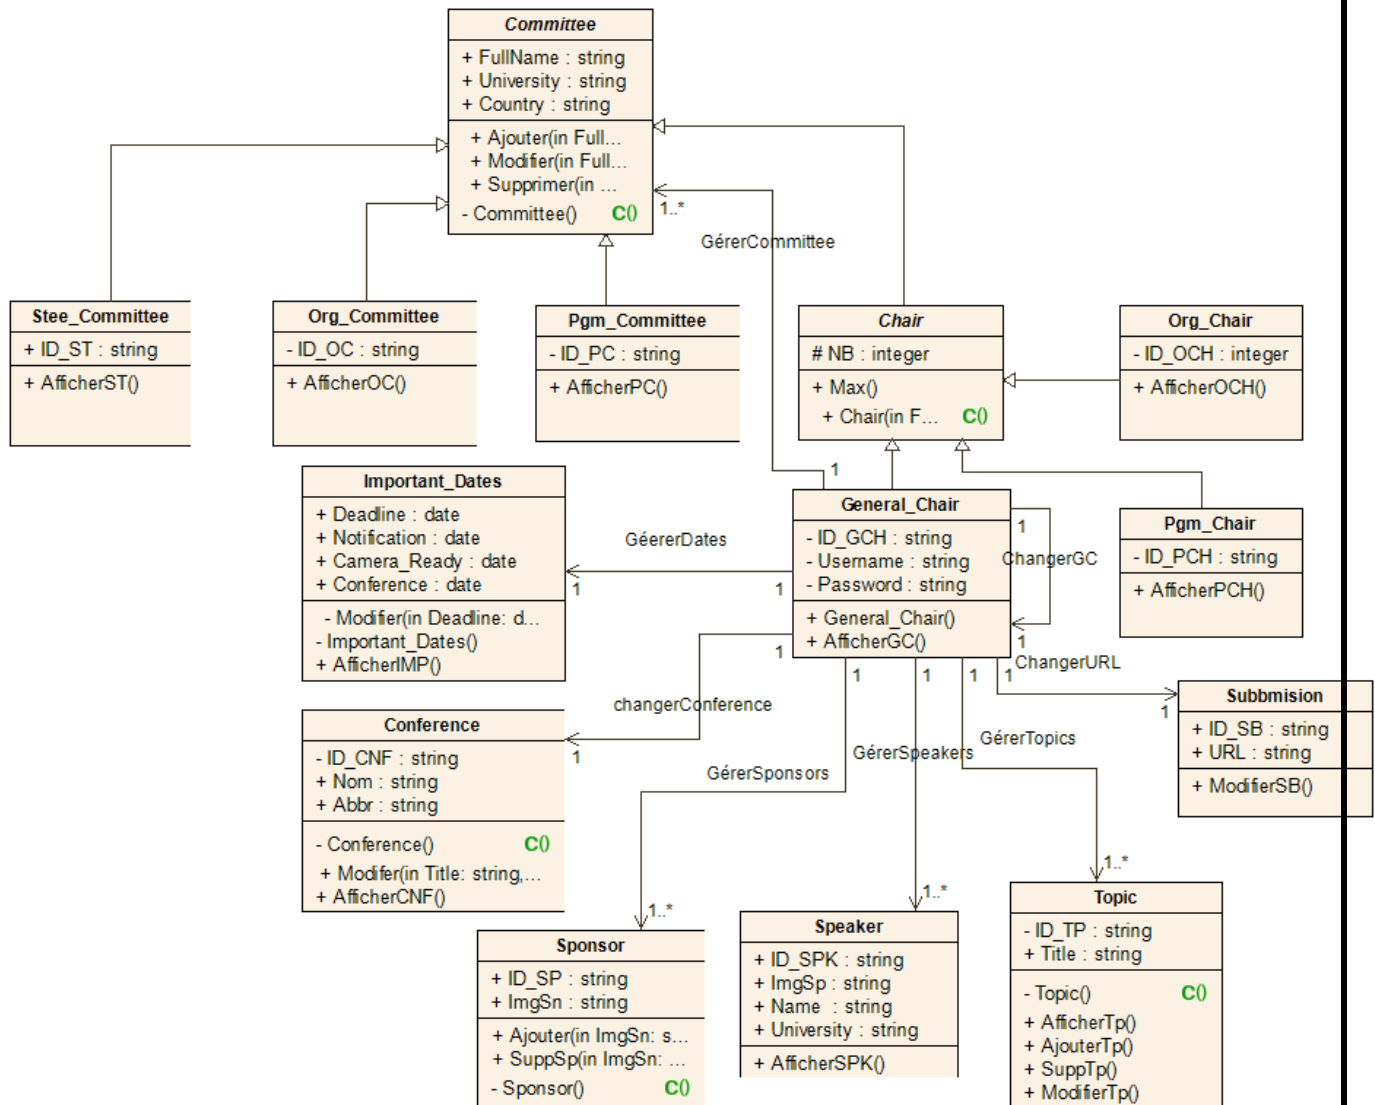 Committee
+ FullName : string
+ University : string
+ Country : string
+ Ajouter(in Full...
+ Modifier(in Full...
+ Supprimer(in ...
- Committee() C()
1..*
GérerCommittee
Stee_Committee
+ ID_ST : string
+ AfficherST()
Org_Committee
- ID_OC : string
+ AfficherOC()
Pgm_Committee
- ID_PC : string
+ AfficherPC()
Chair
# NB : integer
+ Max()
+ Chair(in F... C()
Org_Chair
- ID_OCH : integer
+ AfficherOCH()
1
Important_Dates
+ Deadline : date
+ Notification : date
+ Camera_Ready : date
+ Conference : date
- Modifier(in Deadline: d...
- Important_Dates()
+ AfficherIMP()
GéererDates
1
1
General_Chair
- ID_GCH : string
- Username : string
- Password : string
+ General_Chair()
+ AfficherGC()
1
ChangerGC
1
Pgm_Chair
- ID_PCH : string
+ AfficherPCH()
1
changerConference
1
1
1
1
1
ChangerURL
1
Subbmision
+ ID_SB : string
+ URL : string
+ ModifierSB()
Conference
- ID_CNF : string
+ Nom : string
+ Abbr : string
- Conference() C()
+ Modifer(in Title: string,...
+ AfficherCNF()
GérerSponsors
GérerSpeakers
GérerTopics
1..*
1..*
1..*
Sponsor
+ ID_SP : string
+ ImgSn : string
+ Ajouter(in ImgSn: s...
+ SuppSp(in ImgSn: ...
- Sponsor() C()
Speaker
+ ID_SPK : string
+ ImgSp : string
+ Name : string
+ University : string
+ AfficherSPK()
Topic
- ID_TP : string
+ Title : string
- Topic() C()
+ AfficherTp()
+ AjouterTp()
+ SuppTp()
+ ModifierTp()